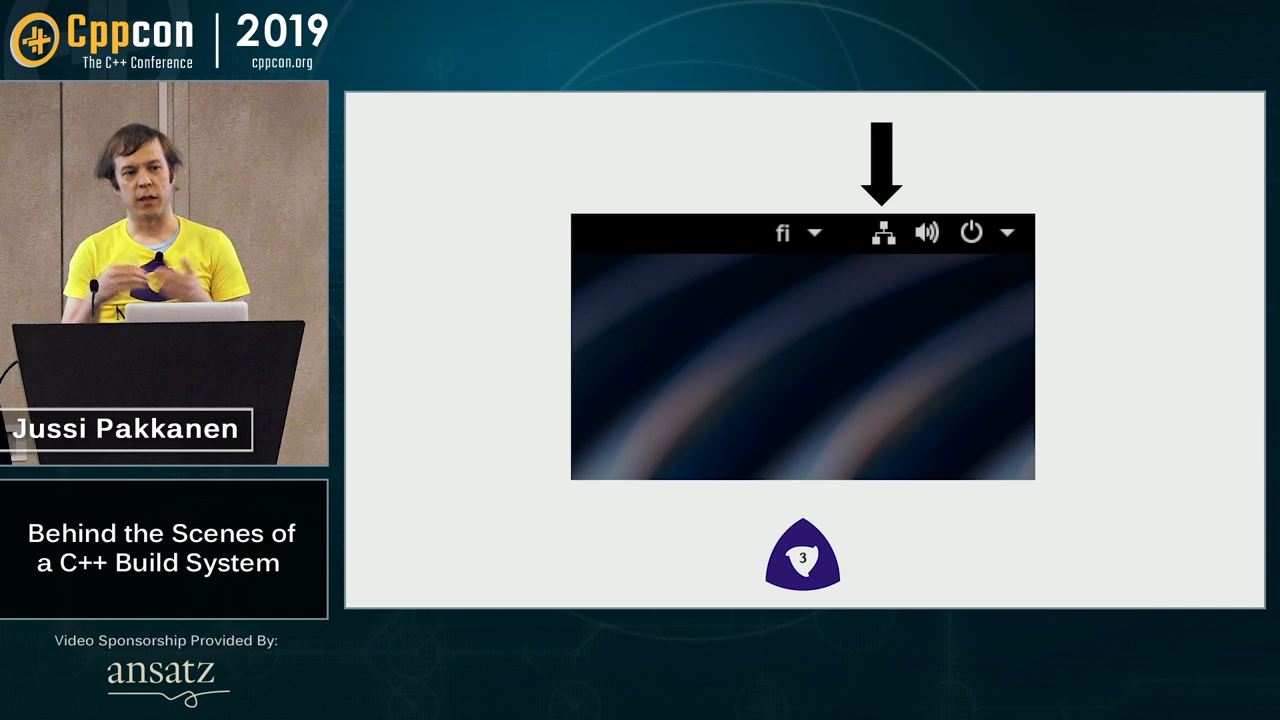 Cppcon
The C++ Conference
2019
cppcon.org
fi
N
Jussi Pakkanen
3
Behind the Scenes of
a C++ Build System
Video Sponsorship Provided By:
ansatz